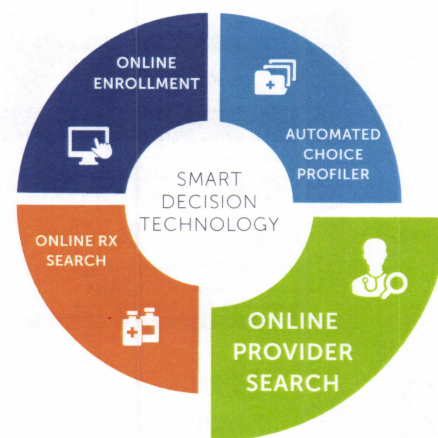 ONLINE
ENROLLMENT
AUTOMATED
CHOICE
PROFILER
SMART
DECISION
TECHNOLOGY
ONLINE RX
SEARCH
ONLINE
PROVIDER
SEARCH